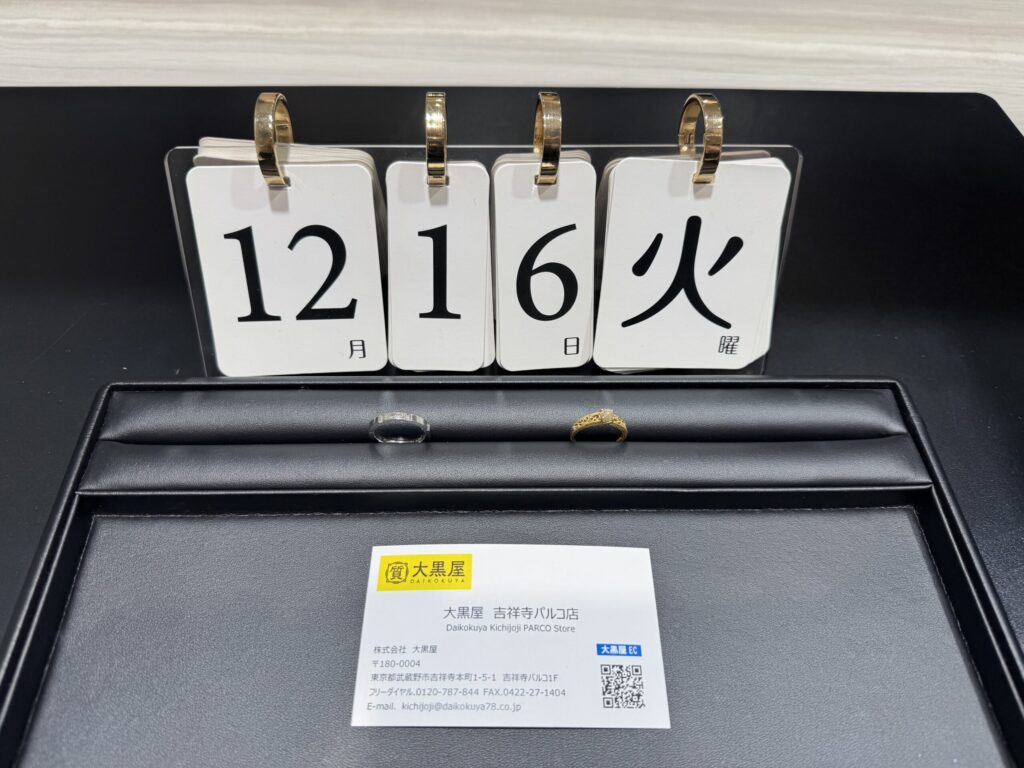 12月 1 6日 火曜
質 大黒屋
DAIKOKUYA
大黒屋 吉祥寺パルコ店
Daikokuya Kichijoji PARCO Store
株式会社 大黒屋
大黒屋 EC
〒180-0004
東京都武蔵野市吉祥寺本町1-5-1 吉祥寺パルコ1F
フリーダイヤル.0120-787-844 FAX.0422-27-1404
E-mail. kichijoji@daikokuya78.co.jp